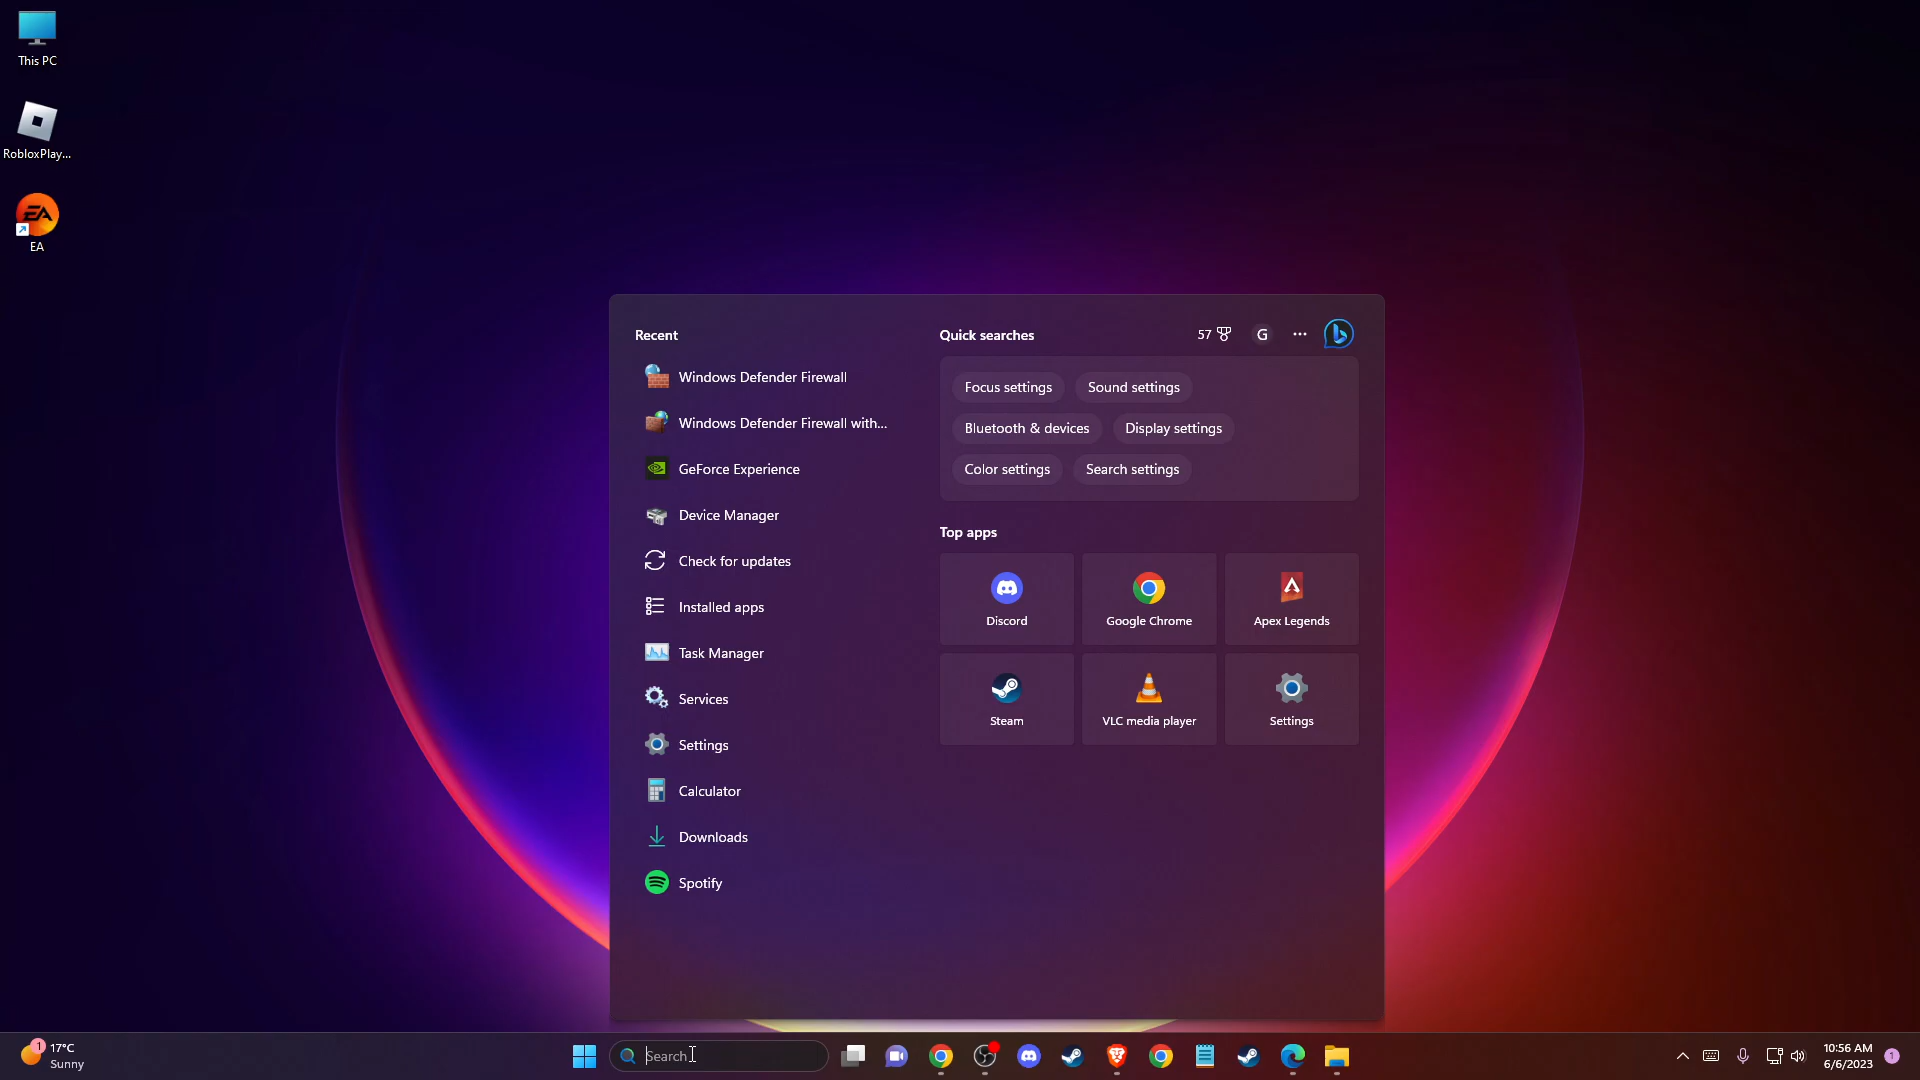 This PC
RobloxPlay...
EA
EA
Recent
Windows Defender Firewall
Windows Defender Firewall with...
GeForce Experience
Device Manager
Check for updates
Installed apps
Task Manager
Services
Settings
Calculator
Downloads
Spotify
Quick searches
57
G
Focus settings
Sound settings
Bluetooth & devices
Display settings
Color settings
Search settings
Top apps
Discord
Google Chrome
Apex Legends
Steam
VLC media player
Settings
1
17°C
Sunny
Search
10:56 AM
6/6/2023
1